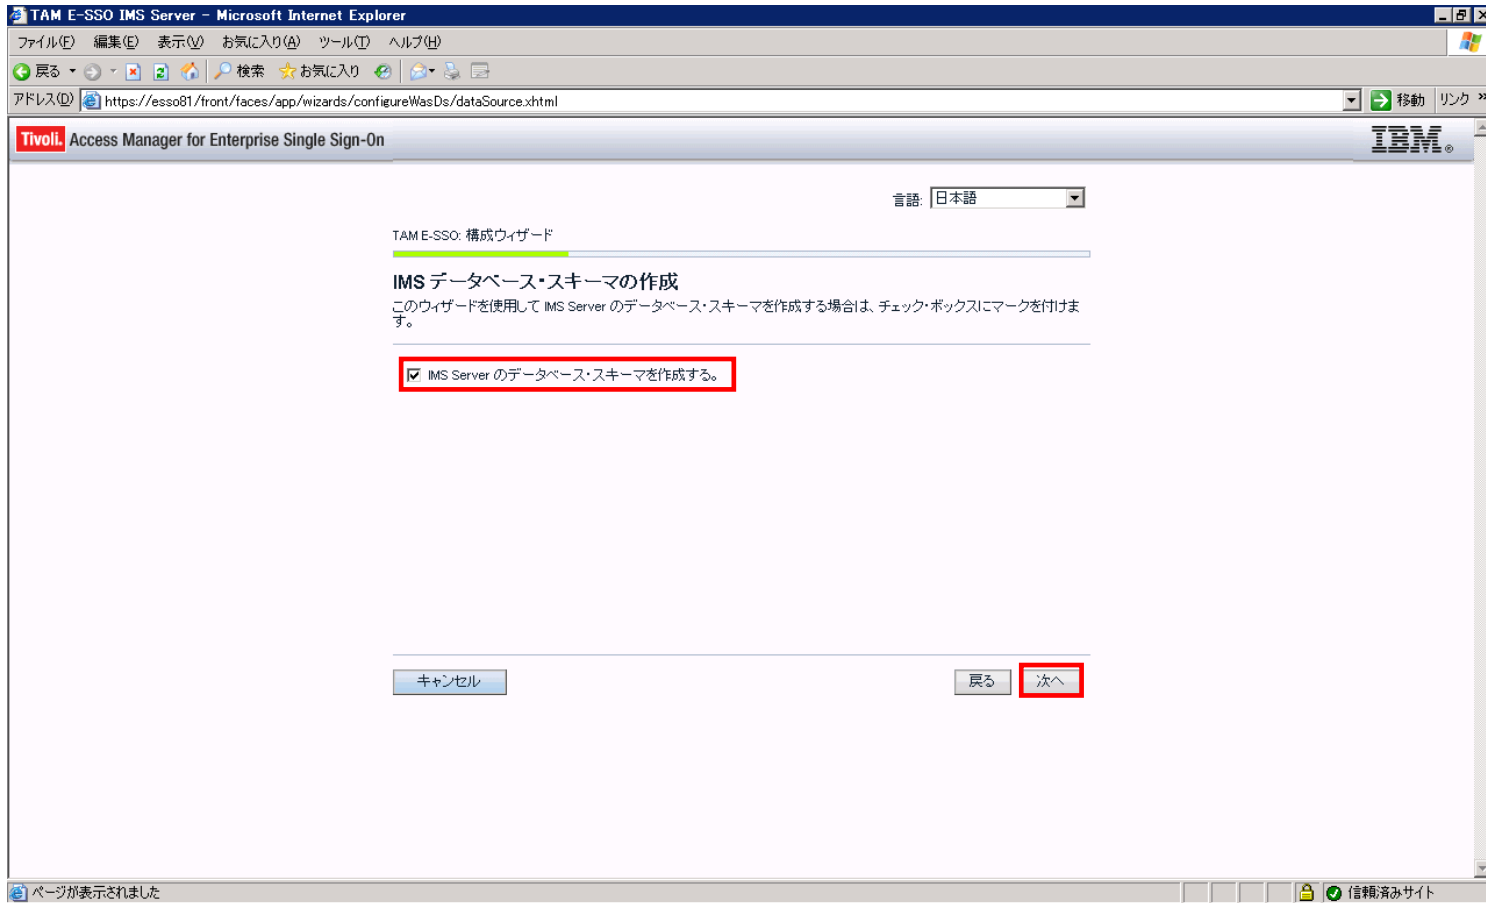 TAM E-SSO IMS Server - Microsoft Internet Explorer
ファイル(F) 編集(E) 表示(V) お気に入り(A) ツール(T) ヘルプ(H)
戻る 検索 お気に入り
アドレス(D) https://esso81/front/faces/app/wizards/configureWasDs/dataSource.xhtml 移動 リンク »
Tivoli. Access Manager for Enterprise Single Sign-On IBM®
言語: 日本語
TAM E-SSO: 構成ウィザード
IMS データベース・スキーマの作成
このウィザードを使用して IMS Server のデータベース・スキーマを作成する場合は、チェック・ボックスにマークを付けま
す。
IMS Server のデータベース・スキーマを作成する。
キャンセル 戻る 次へ
ページが表示されました 信頼済みサイト